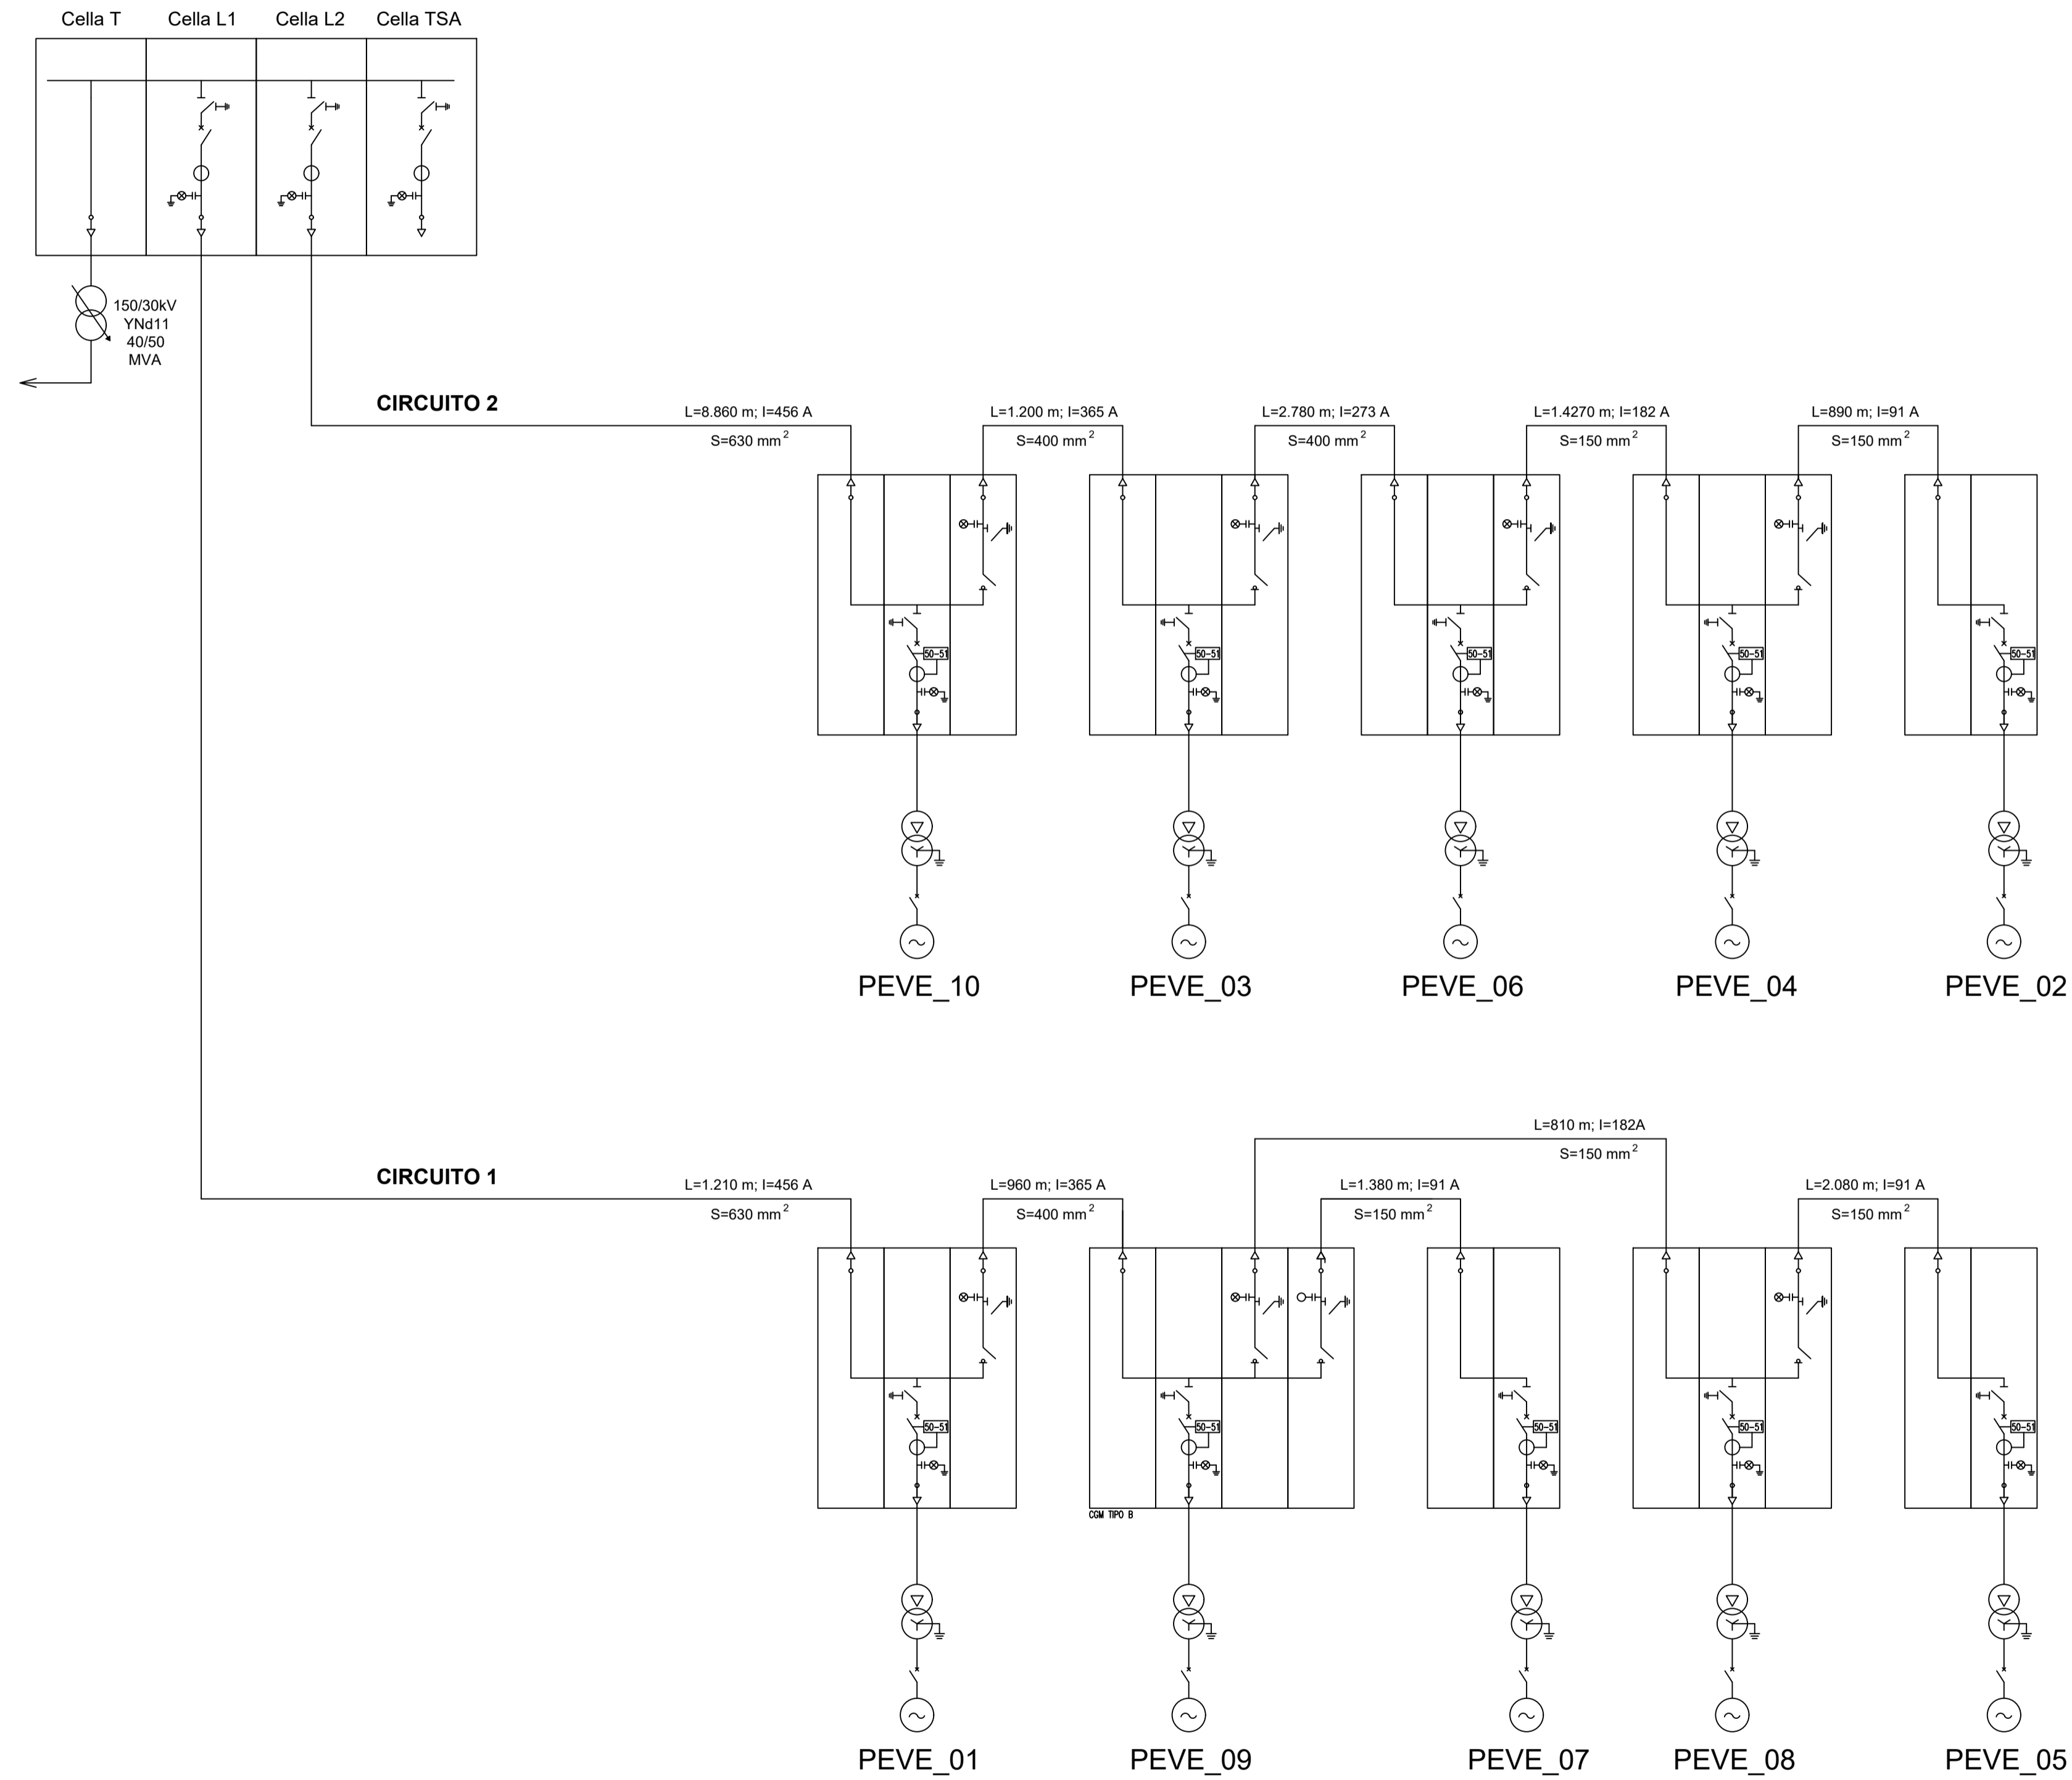 Cella T
Cella L1
Cella L2
Cella TSA
150/30kV
YNd11
40/50
MVA
CIRCUITO 2
L=8.860 m; I=456 A
S=630 mm²
L=1.200 m; I=365 A
S=400 mm²
L=2.780 m; I=273 A
S=400 mm²
L=1.4270 m; I=182 A
S=150 mm²
L=890 m; I=91 A
S=150 mm²
50-51
50-51
50-51
50-51
50-51
PEVE_10
PEVE_03
PEVE_06
PEVE_04
PEVE_02
L=810 m; I=182A
S=150 mm²
CIRCUITO 1
L=1.210 m; I=456 A
S=630 mm²
L=960 m; I=365 A
S=400 mm²
L=1.380 m; I=91 A
S=150 mm²
L=2.080 m; I=91 A
S=150 mm²
50-51
50-51
50-51
50-51
50-51
CGM TIPO B
PEVE_01
PEVE_09
PEVE_07
PEVE_08
PEVE_05